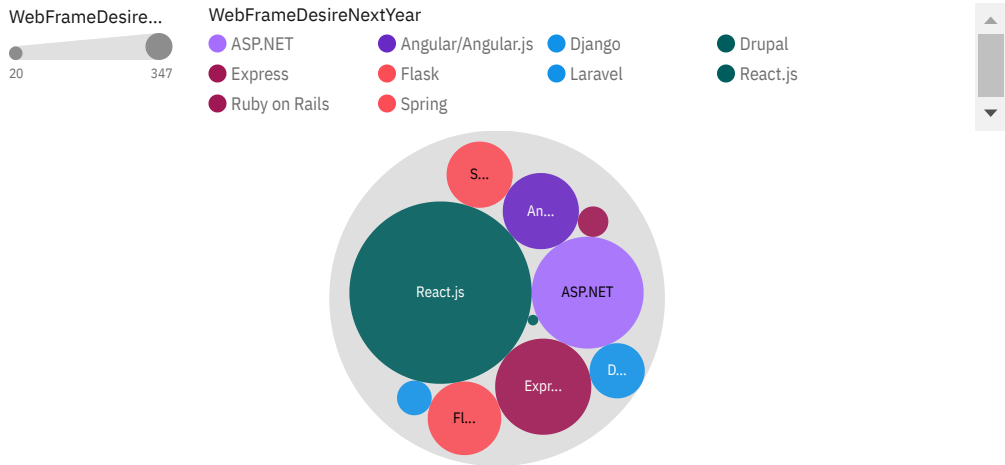 WebFrameDesire...
20 347
WebFrameDesireNextYear
ASP.NET Angular/Angular.js Django Drupal
Express Flask Laravel React.js
Ruby on Rails Spring
S...
An...
React.js
ASP.NET
D...
Expr...
Fl...